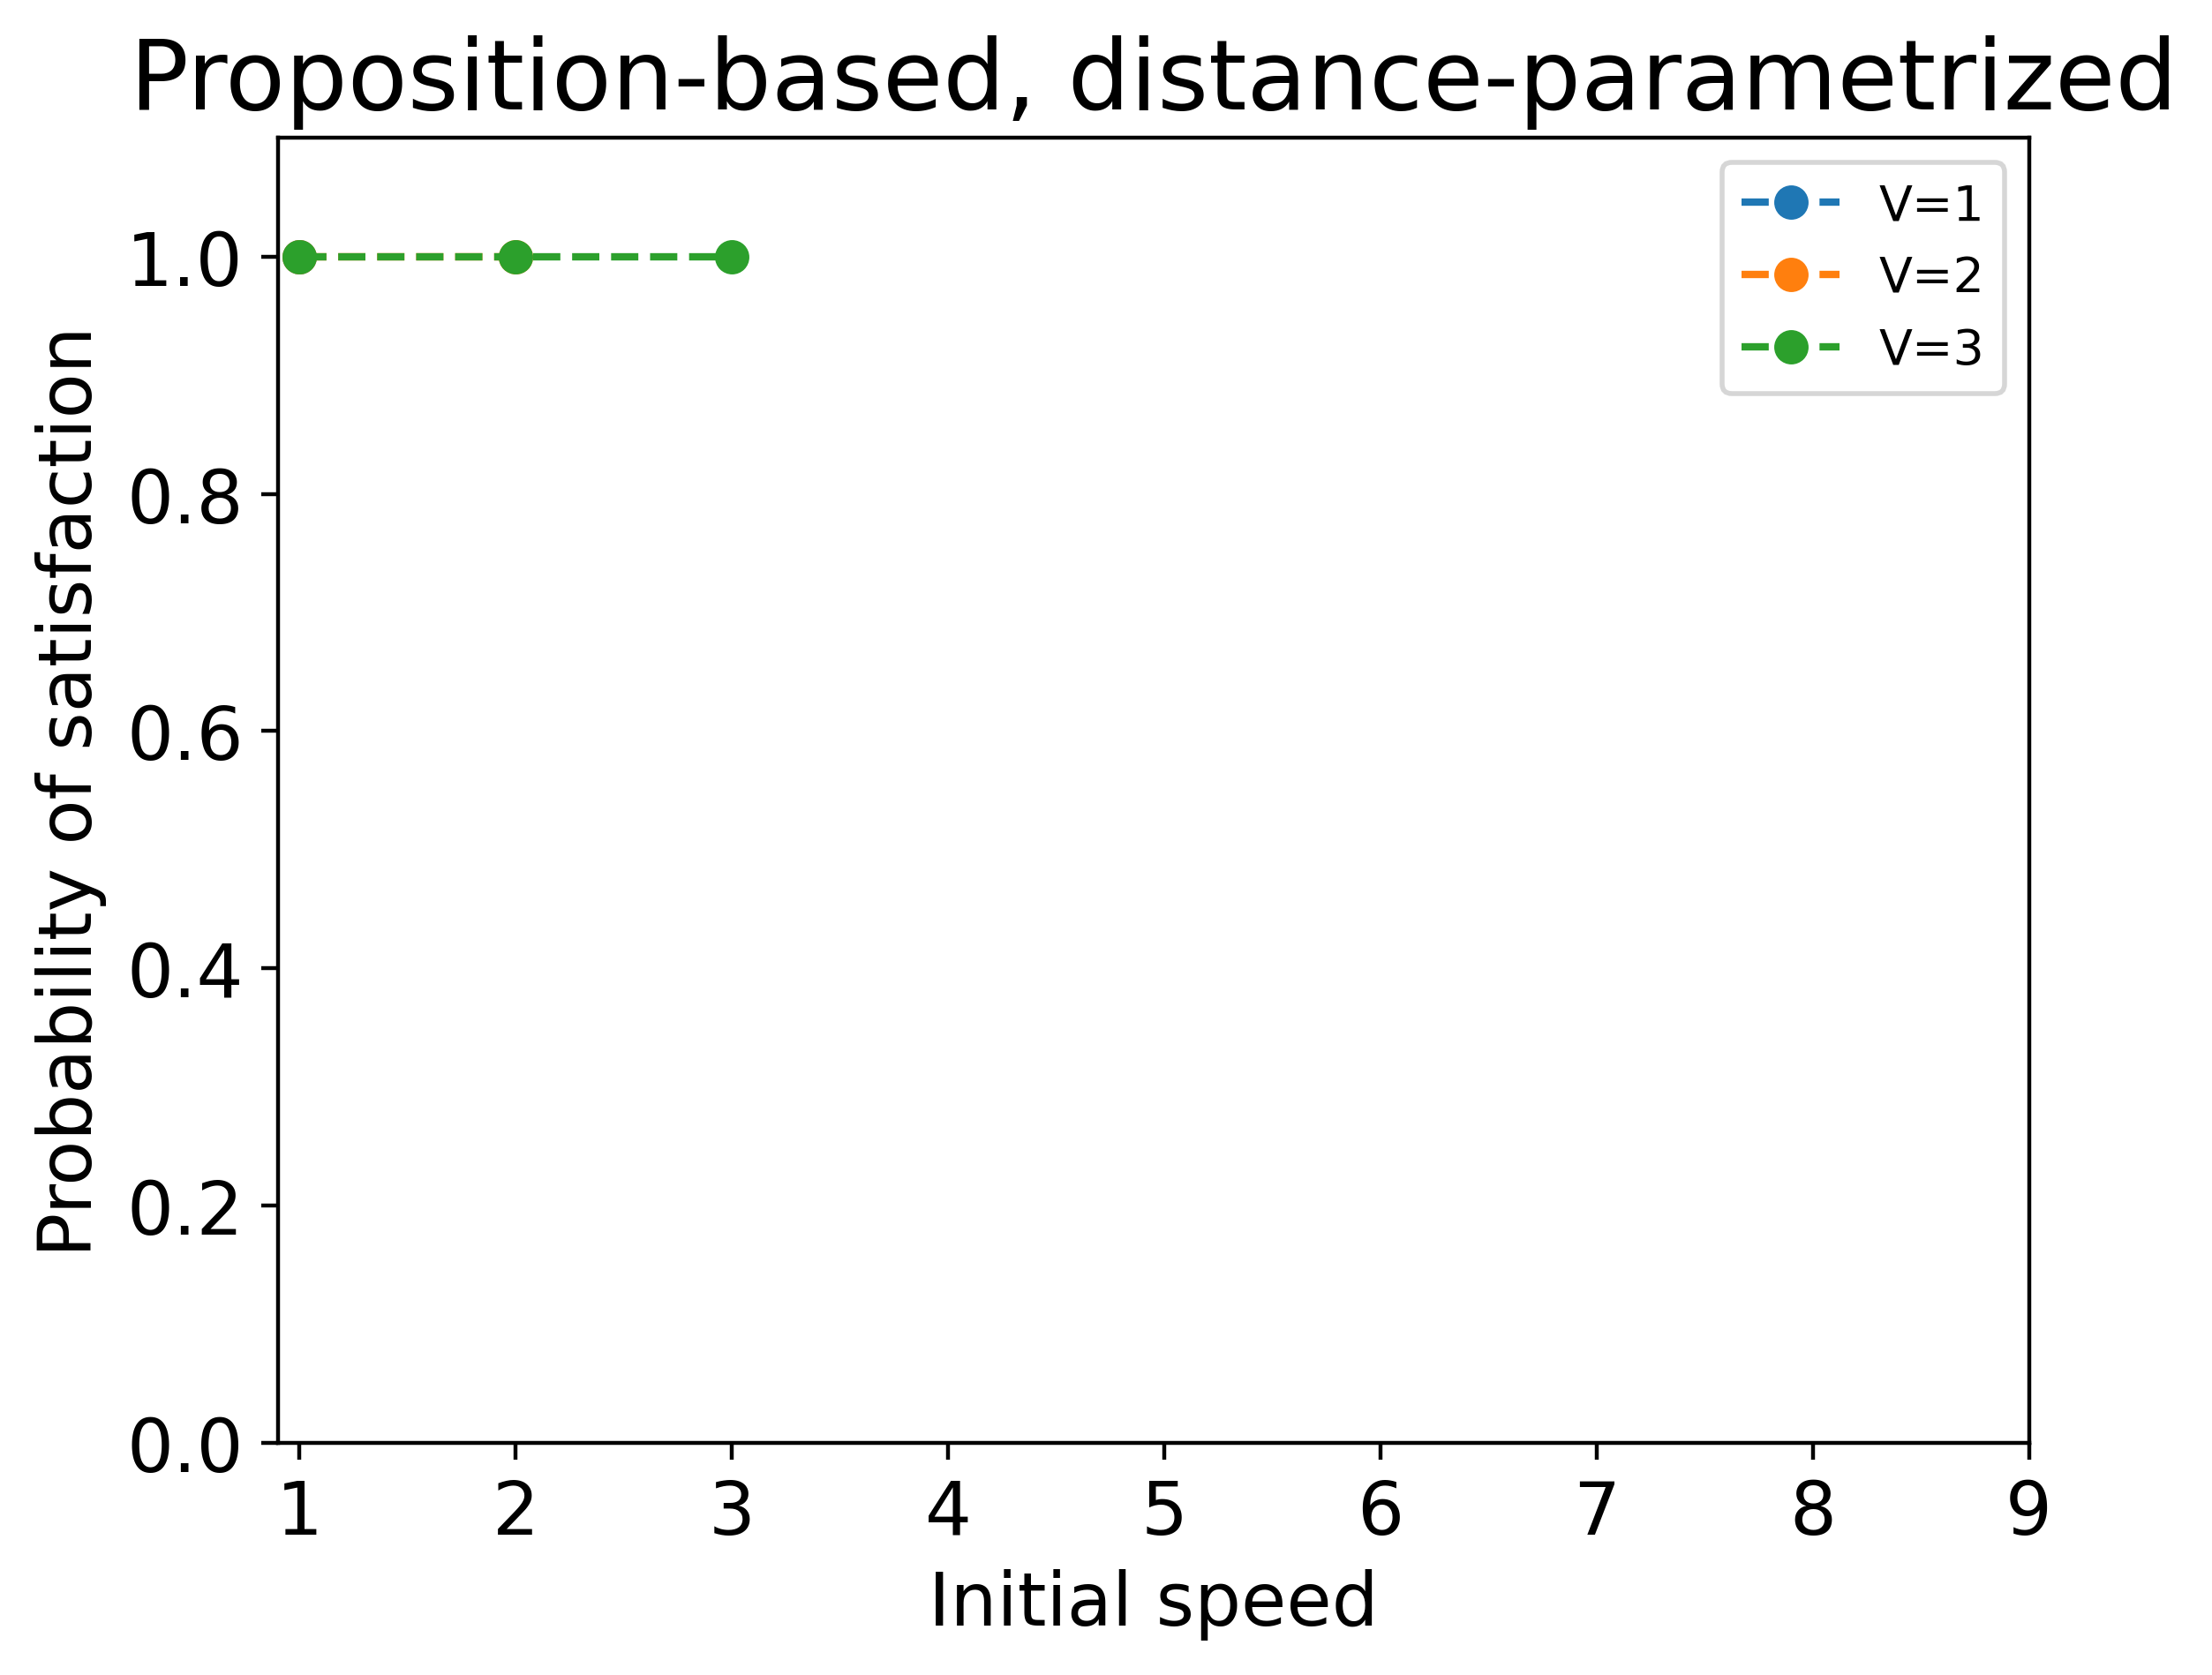 Proposition-based, distance-parametrized
V=1
V=2
V=3
1.0
0.8
0.6
0.4
0.2
0.0
Probability of satisfaction
1 2 3 4 5 6 7 8 9
Initial speed